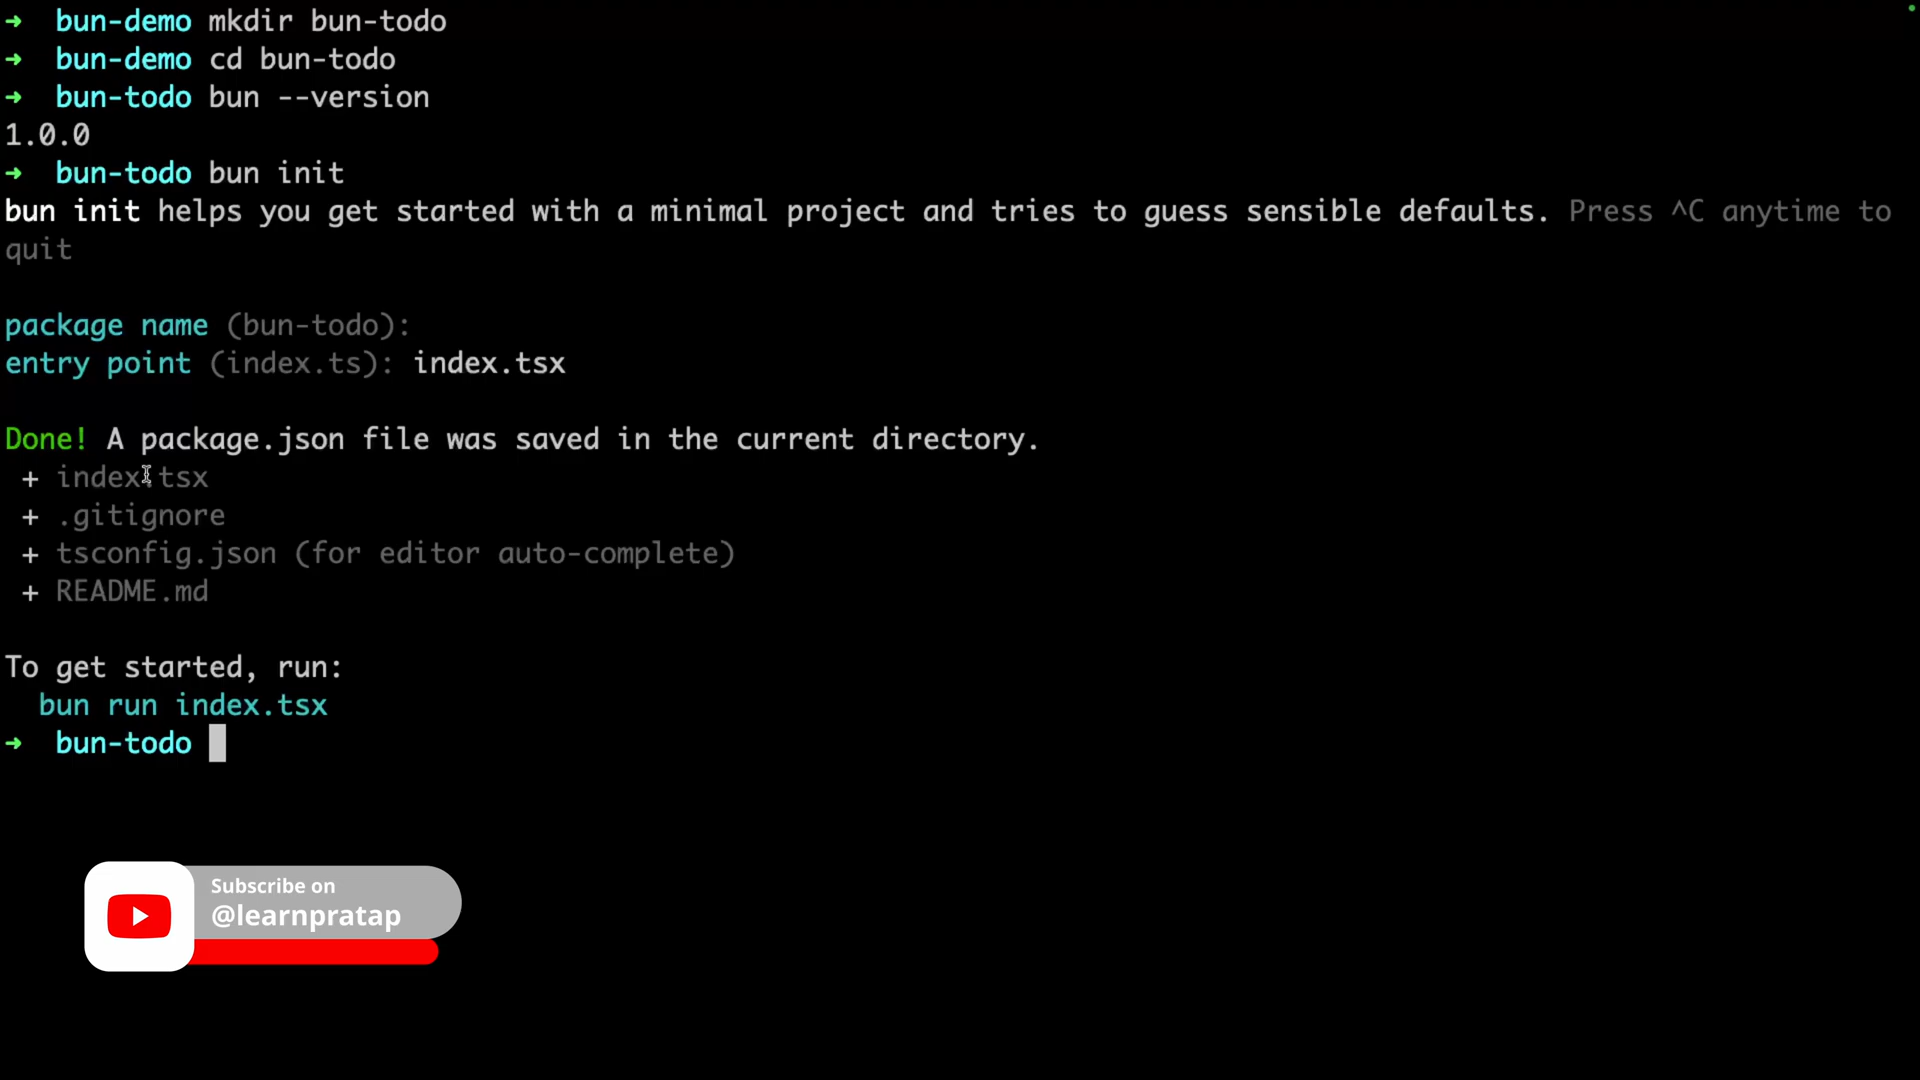 → bun-demo mkdir bun-todo
→ bun-demo cd bun-todo
→ bun-todo bun --version
1.0.0
→ bun-todo bun init
bun init helps you get started with a minimal project and tries to guess sensible defaults. Press ^C anytime to
quit
package name (bun-todo):
entry point (index.ts): index.tsx
Done! A package.json file was saved in the current directory.
+ index.tsx
+ .gitignore
+ tsconfig.json (for editor auto-complete)
+ README.md
To get started, run:
bun run index.tsx
→ bun-todo
Subscribe on
@learnpratap